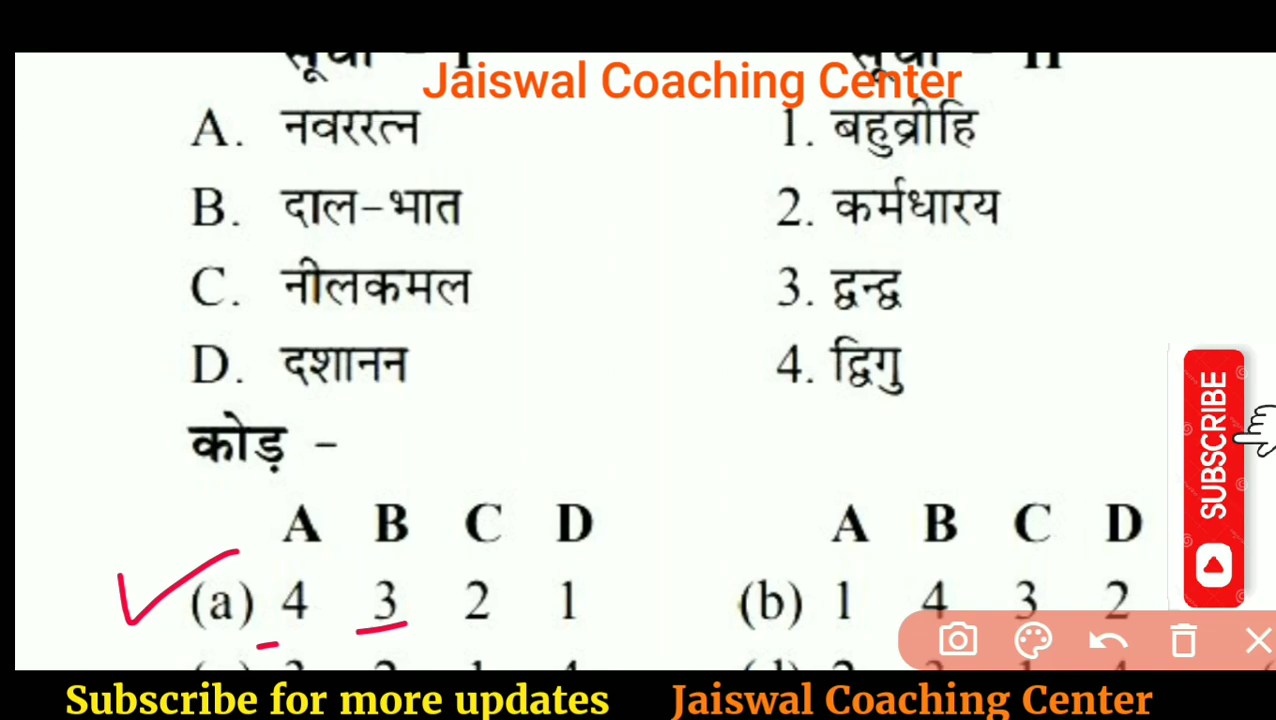 Jaiswal Coaching Center
A. नवररत्न 1. बहुव्रीहि
B. दाल-भात 2. कर्मधारय
C. नीलकमल 3. द्वन्द्व
D. दशानन 4. द्विगु
कोड़ -
A B C D A B C D
(a) 4 3 2 1 (b) 1 4 3 2
SUBSCRIBE
Subscribe for more updates Jaiswal Coaching Center